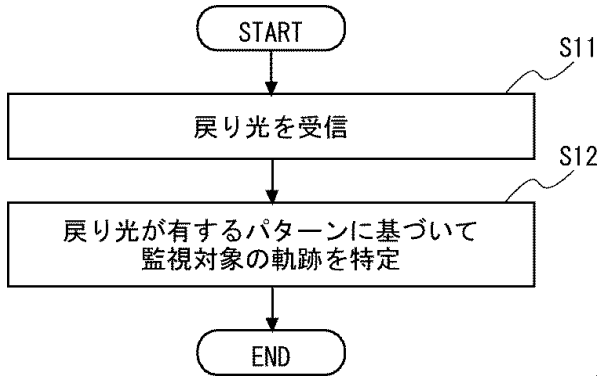 START
S11
戻り光を受信
S12
戻り光が有するパターンに基づいて
監視対象の軌跡を特定
END